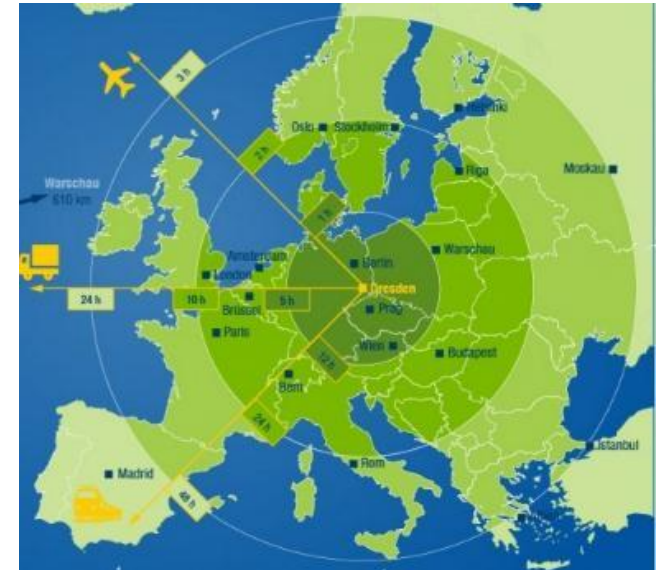 3 h
Helsinki
Oslo
Stockholm
2 h
Riga
Moskau
Warschau
610 km
1 h
Warschau
Amsterdam
Berlin
London
Dresden
24 h
10 h
5 h
Brüssel
Prag
Paris
Wien
12 h
Budapest
Bern
24 h
Istanbul
Rom
Madrid
48 h